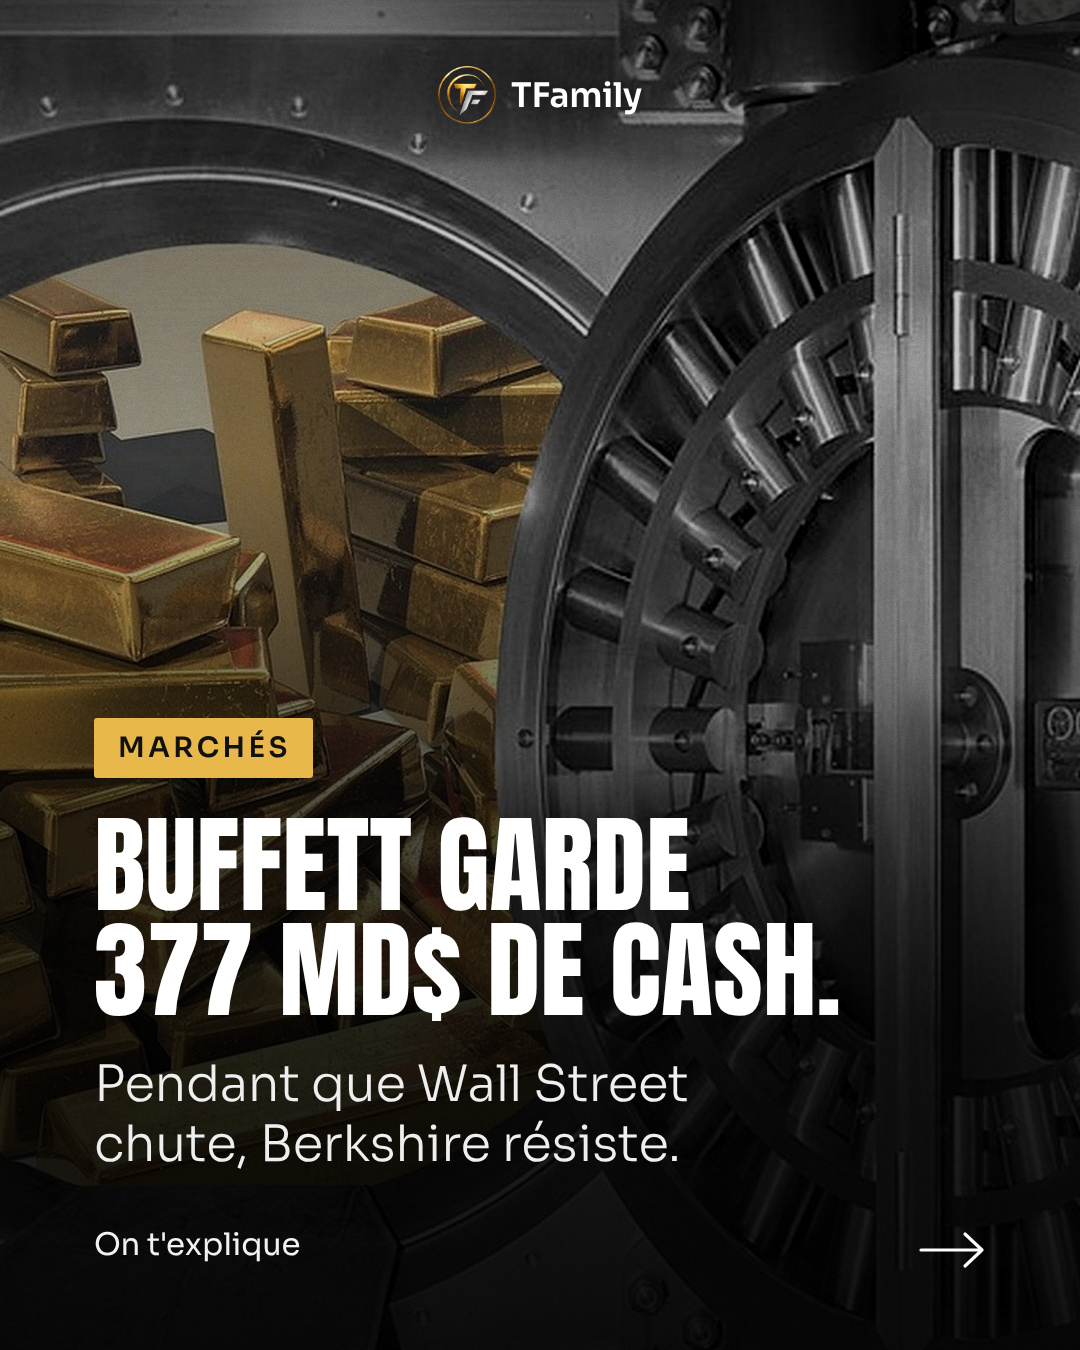 TFamily
MARCHÉS
BUFFETT GARDE
377 MD$ DE CASH.
Pendant que Wall Street
chute, Berkshire résiste.
On t'explique